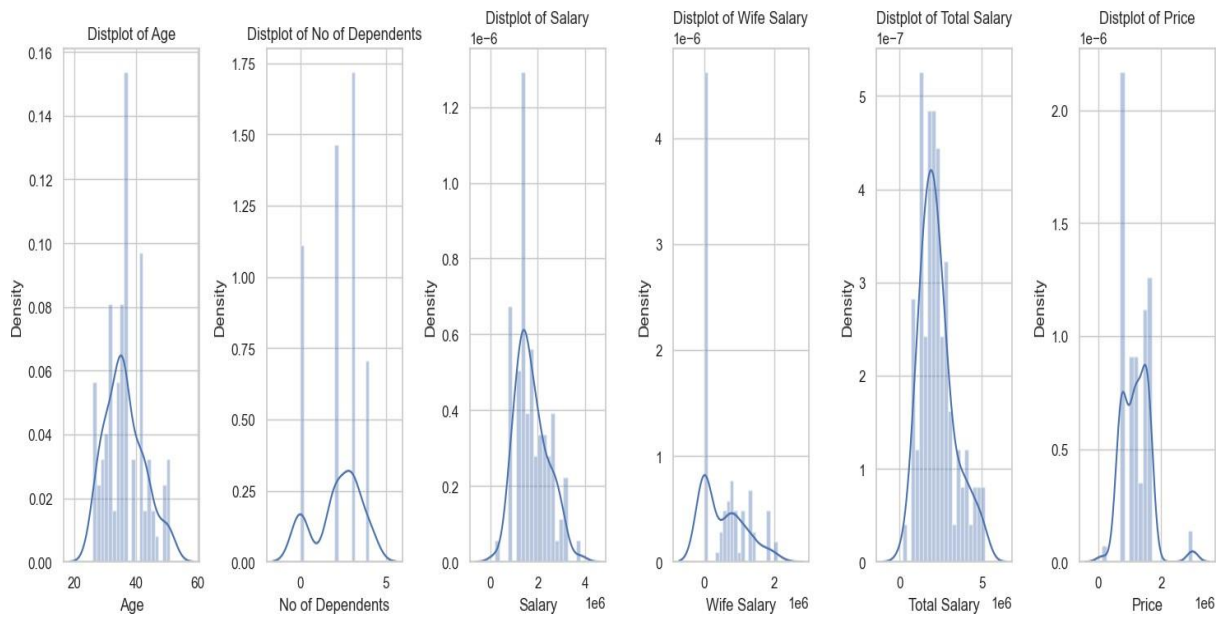 Distplot of Age
0.16
0.14
0.12
0.10
0.08
0.06
0.04
0.02
0.00
Density
20 40 60
Age
Distplot of No of Dependents
1.75
1.50
1.25
1.00
0.75
0.50
0.25
0.00
Density
0 5
No of Dependents
Distplot of Salary
1e-6
1.2
1.0
0.8
0.6
0.4
0.2
0.0
Density
0 2 4
Salary 1e6
Distplot of Wife Salary
1e-6
4
3
2
1
0
Density
0 2
Wife Salary 1e6
Distplot of Total Salary
1e-7
5
4
3
2
1
0
Density
0 5
Total Salary 1e6
Distplot of Price
1e-6
2.0
1.5
1.0
0.5
0.0
Density
0 2
Price 1e6